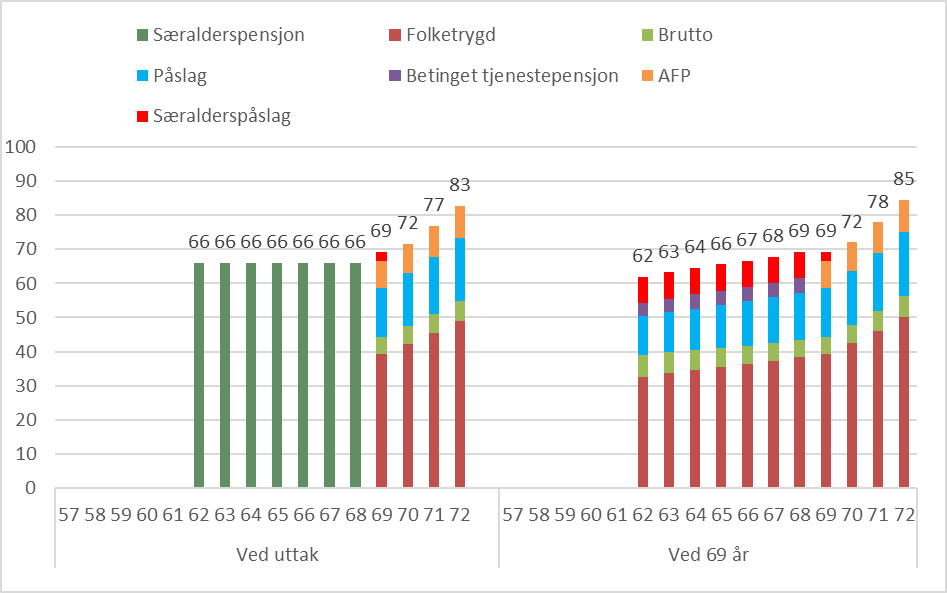 Særalderspensjon Folketrygd Brutto
Påslag Betinget tjenestepensjon AFP
Særalderspåslag
100
90
80
70
60
50
40
30
20
10
0
66 66 66 66 66 66 66 69 72 77 83
62 63 64 66 67 68 69 69 72 78 85
57 58 59 60 61 62 63 64 65 66 67 68 69 70 71 72 57 58 59 60 61 62 63 64 65 66 67 68 69 70 71 72
Ved uttak Ved 69 år